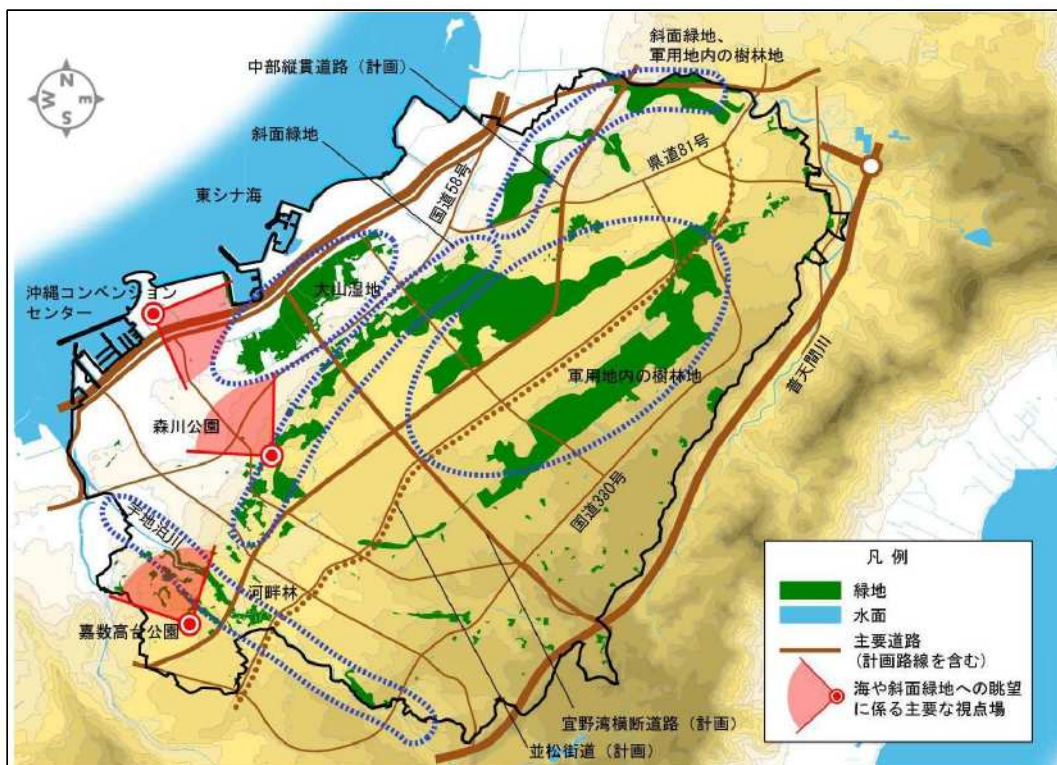 N
W
E
S
斜面緑地、
軍用地内の樹林地
中部縦貫道路（計画）
斜面緑地
国道58号
県道81号
東シナ海
大山湿地
沖縄コンベンション
センター
軍用地内の樹林地
普天間川
森川公園
国道330号
宇地泊川
河畔林
嘉数高台公園
宜野湾横断道路（計画）
並松街道（計画）
凡 例
緑地
水面
主要道路
（計画路線を含む）
海や斜面緑地への眺望
に係る主要な視点場